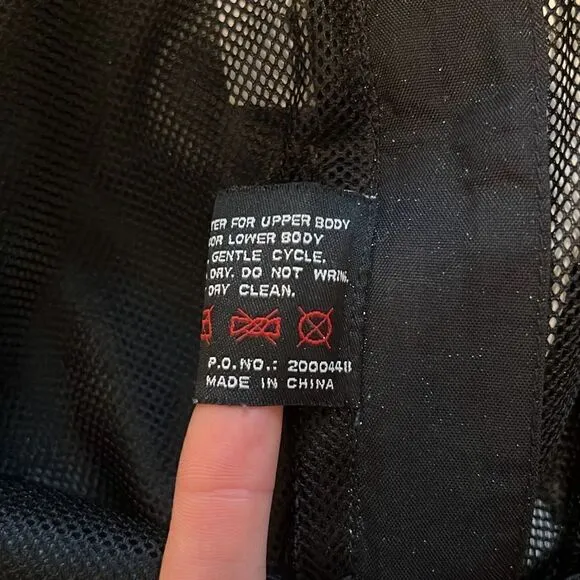 TER FOR UPPER BODY
OR LOWER BODY
GENTLE CYCLE.
DRY. DO NOT WRING.
DRY CLEAN.
P.O.NO.: 2000448
MADE IN CHINA